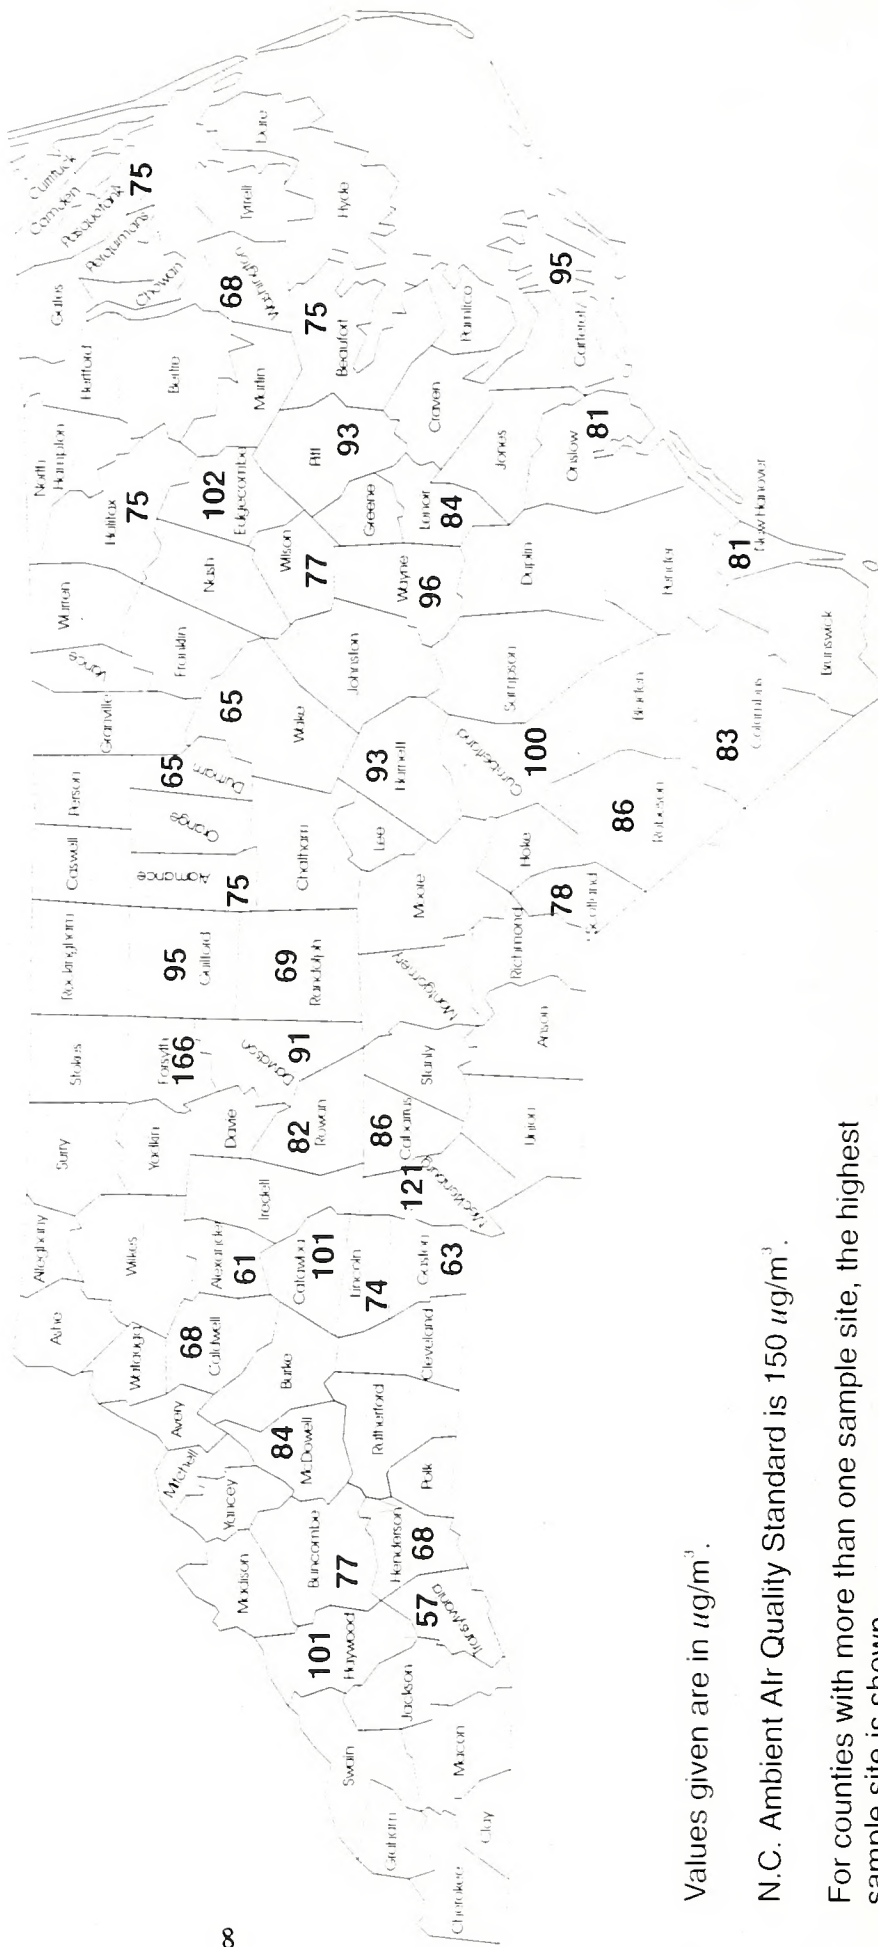 Cherokee
Graham
Clay
Swain
Macon
Jackson
101
Haywood
57
Transylvania
Madison
Buncombe
77
Henderson
68
Yancey
Mitchell
Avery
84
McDowell
Polk
Rutherford
Burke
Cleveland
Ashe
Watauga
68
Caldwell
Alleghany
Wilkes
Alexander
61
Catawba
101
Lincoln
74
Gaston
63
Iredell
Surry
Yadkin
Davie
82
Rowan
86
Cabarrus
121
Mecklenburg
Union
Stokes
Forsyth
166
Davidson
91
Stanly
Anson
Rockingham
95
Guilford
69
Randolph
Montgomery
Richmond
Caswell
Alamance
75
Chatham
Moore
Lee
Hoke
78
Scotland
Person
Orange
Durham
65
Granville
Vance
Warren
Franklin
65
Wake
93
Harnett
Johnston
Cumberland
100
Sampson
86
Robeson
Bladen
83
Columbus
Brunswick
North
Hampton
Halifax
75
Nash
102
Edgecombe
Wilson
77
Wayne
96
Greene
Lenoir
84
Duplin
Pender
81
New Hanover
Hertford
Gates
Bertie
Martin
Pitt
93
Craven
Jones
Onslow
81
Currituck
Camden
Pasquotank
Perquimans
75
Chowan
68
Washington
Tyrrell
Dare
Hyde
75
Beaufort
Pamlico
Carteret
95
8
Values given are in ug/m³.
N.C. Ambient Air Quality Standard is 150 ug/m³.
For counties with more than one sample site, the highest
sample site is shown